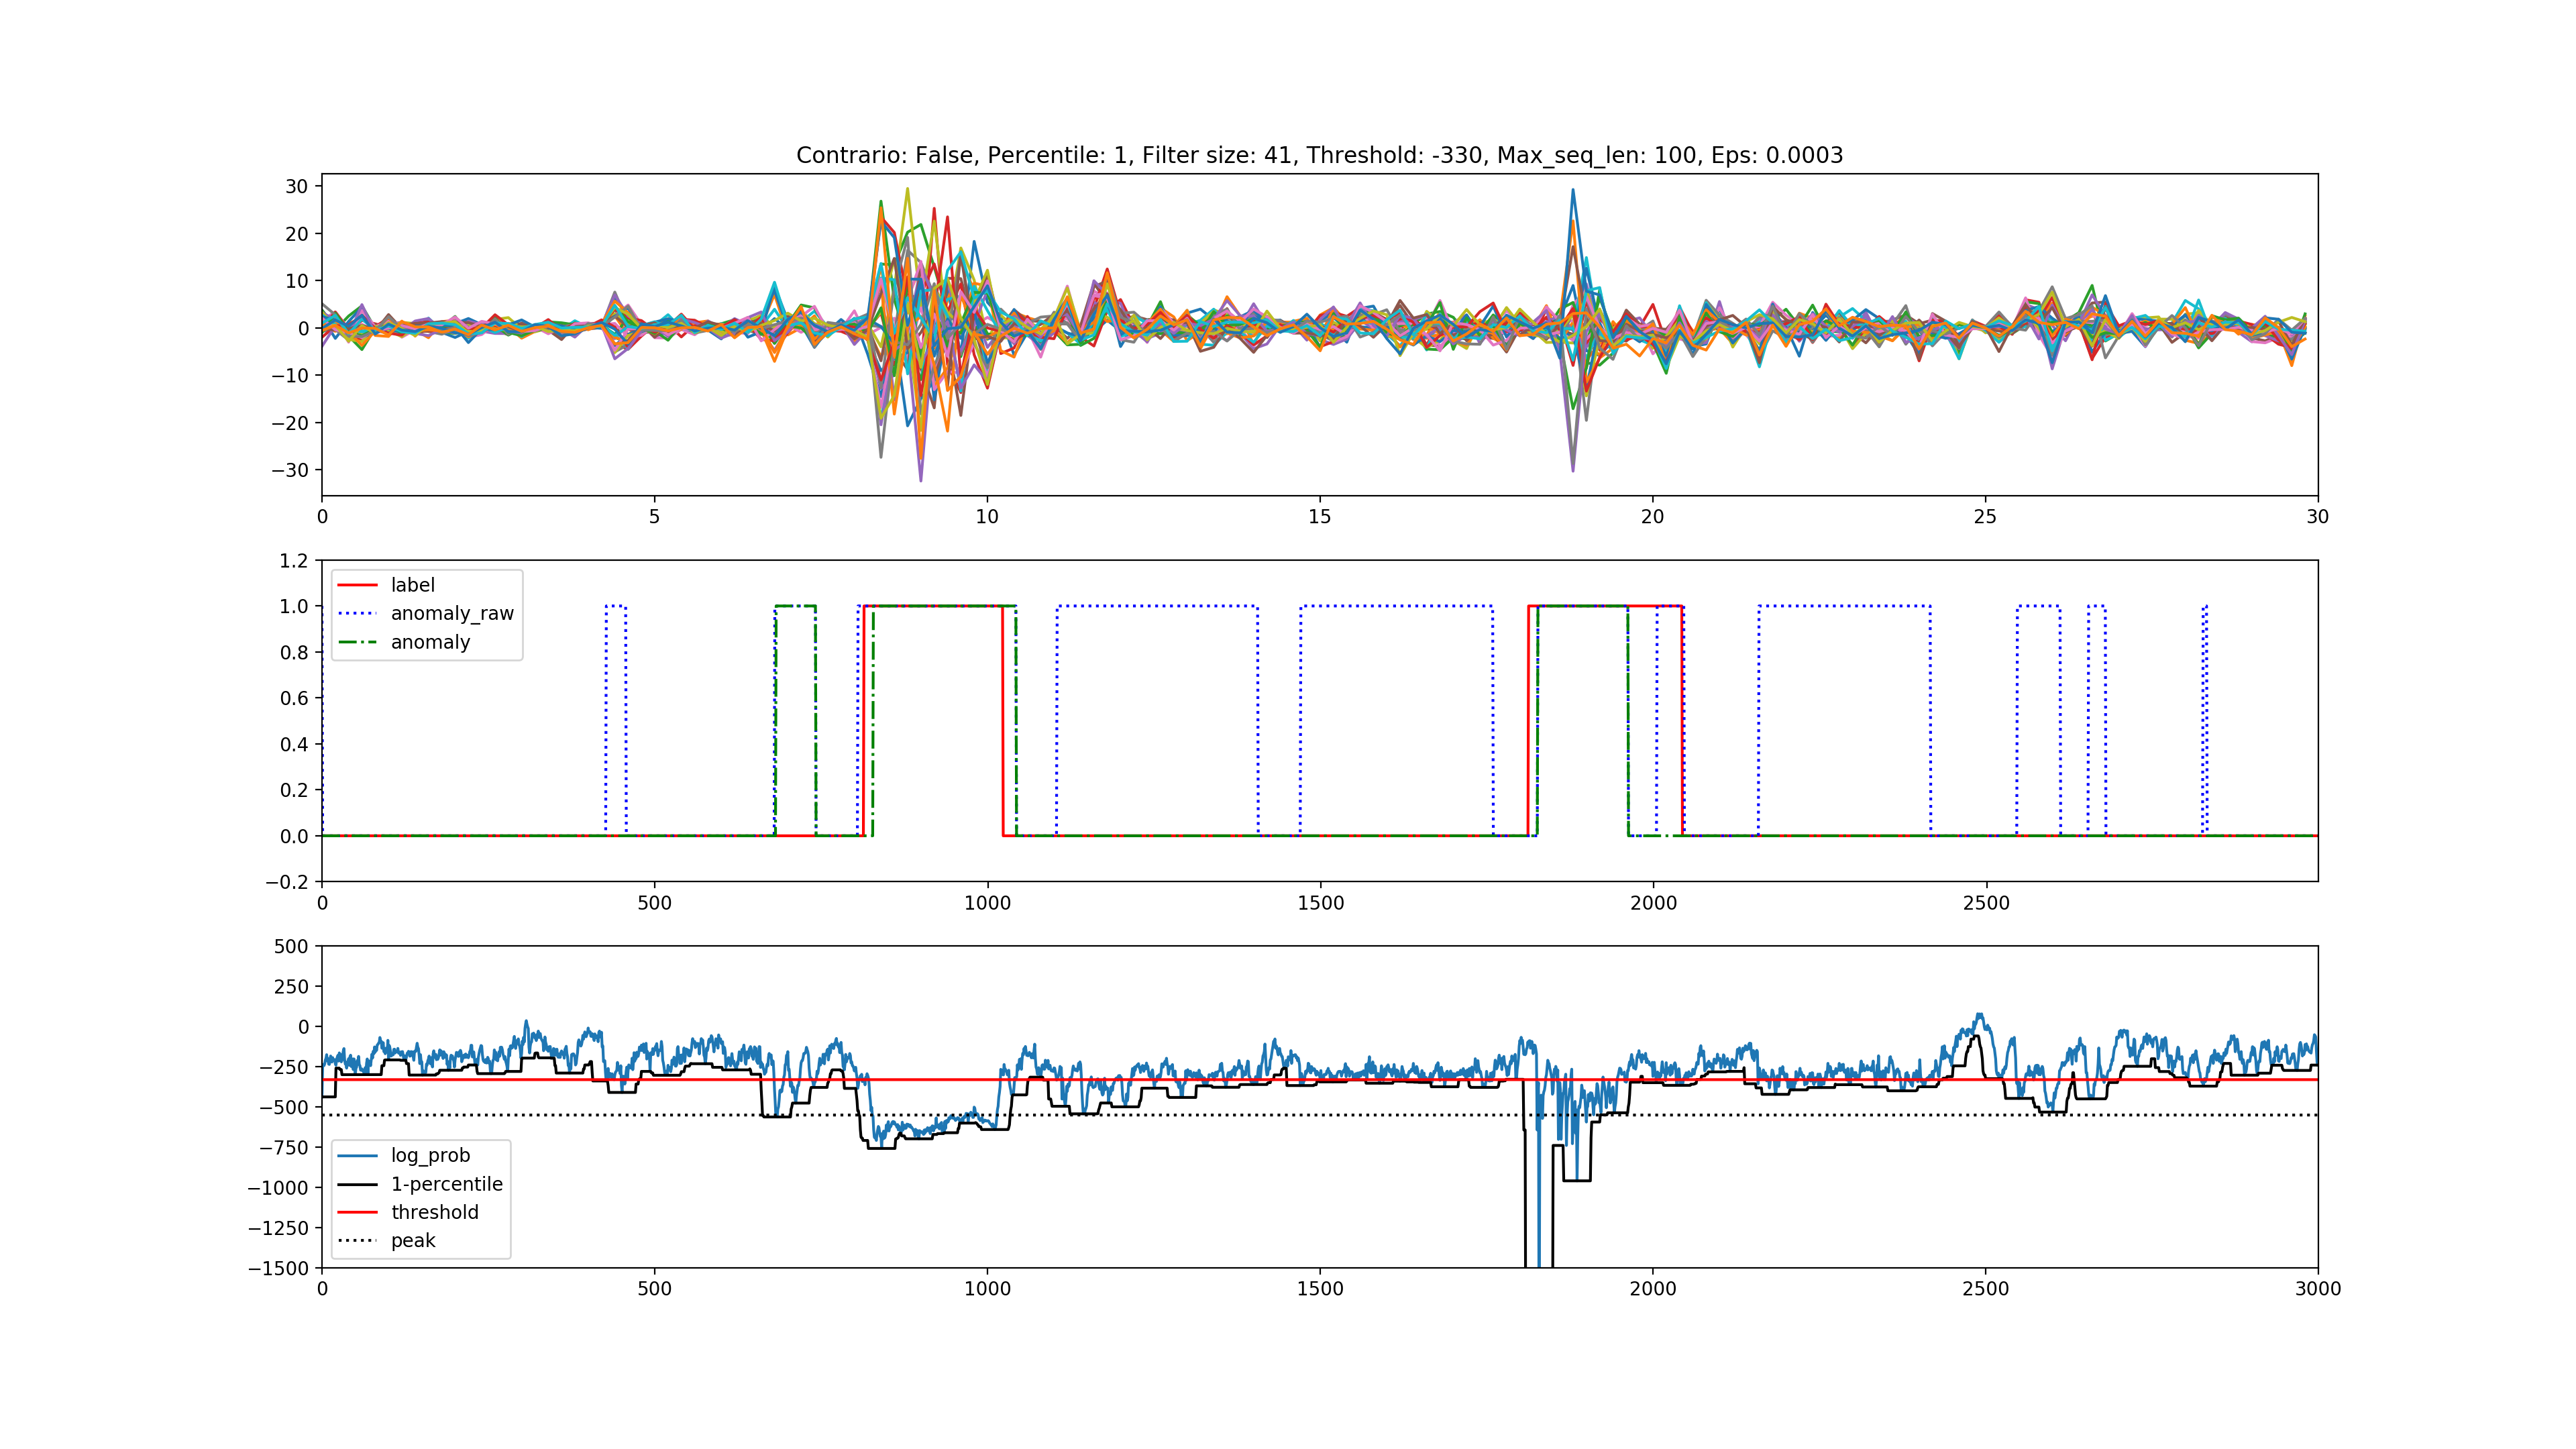 Contrario: False, Percentile: 1, Filter size: 41, Threshold: -330, Max_seq_len: 100, Eps: 0.0003
30
20
10
0
−10
−20
−30
0 5 10 15 20 25 30
1.2
1.0
0.8
0.6
0.4
0.2
0.0
−0.2
label
anomaly_raw
anomaly
0 500 1000 1500 2000 2500
500
250
0
−250
−500
−750
−1000
−1250
−1500
log_prob
1-percentile
threshold
peak
0 500 1000 1500 2000 2500 3000